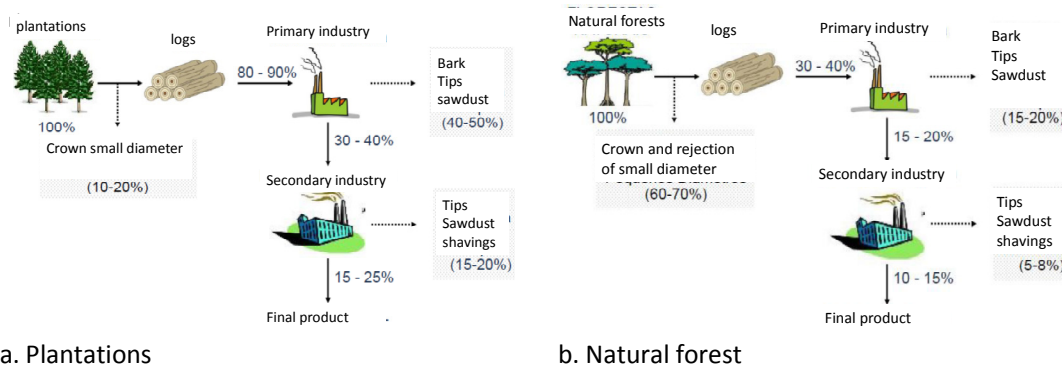 plantations
logs
Primary industry
80 - 90%
Bark
Tips
sawdust
(40-50%)
100%
Crown small diameter
(10-20%)
30 - 40%
Secondary industry
Tips
Sawdust
shavings
(15-20%)
15 - 25%
Final product
a. Plantations
Natural forests
logs
Primary industry
30 - 40%
Bark
Tips
Sawdust
(15-20%)
100%
Crown and rejection
of small diameter
(60-70%)
15 - 20%
Secondary industry
Tips
Sawdust
shavings
(5-8%)
10 - 15%
Final product
b. Natural forest